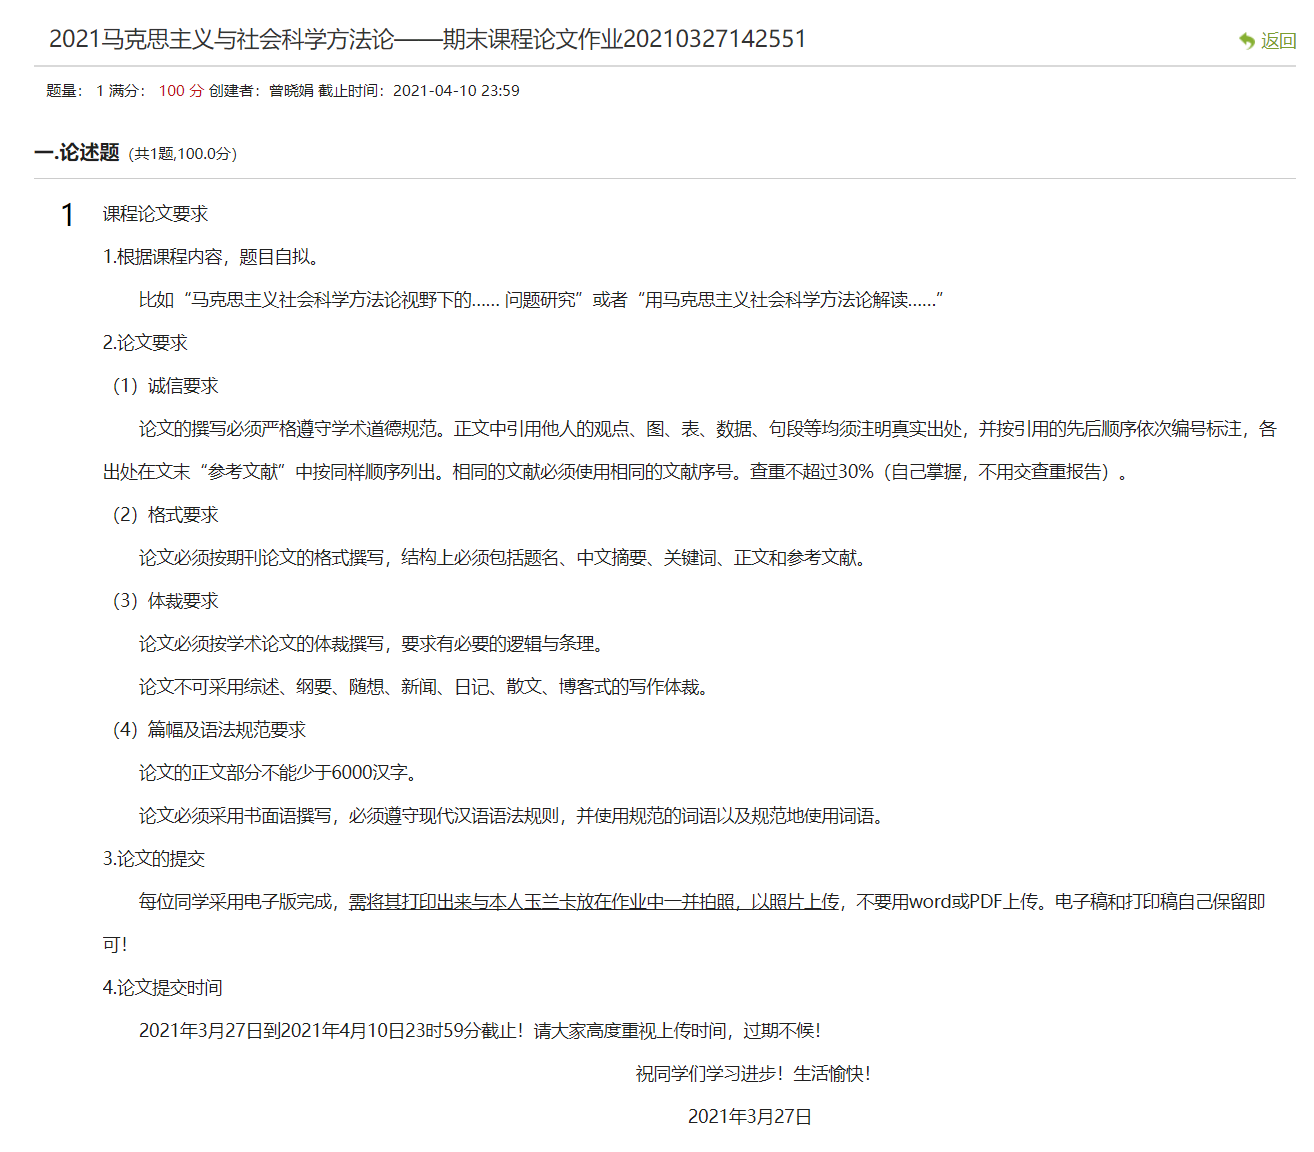 2021马克思主义与社会科学方法论——期末课程论文作业20210327142551
返回
题量： 1 满分： 100 分 创建者：曾晓娟 截止时间：2021-04-10 23:59
一.论述题 (共1题,100.0分)
1 课程论文要求
1.根据课程内容，题目自拟。
比如“马克思主义社会科学方法论视野下的...... 问题研究”或者“用马克思主义社会科学方法论解读......”
2.论文要求
（1）诚信要求
论文的撰写必须严格遵守学术道德规范。正文中引用他人的观点、图、表、数据、句段等均须注明真实出处，并按引用的先后顺序依次编号标注，各
出处在文末“参考文献”中按同样顺序列出。相同的文献必须使用相同的文献序号。查重不超过30%（自己掌握，不用交查重报告）。
（2）格式要求
论文必须按期刊论文的格式撰写，结构上必须包括题名、中文摘要、关键词、正文和参考文献。
（3）体裁要求
论文必须按学术论文的体裁撰写，要求有必要的逻辑与条理。
论文不可采用综述、纲要、随想、新闻、日记、散文、博客式的写作体裁。
（4）篇幅及语法规范要求
论文的正文部分不能少于6000汉字。
论文必须采用书面语撰写，必须遵守现代汉语语法规则，并使用规范的词语以及规范地使用词语。
3.论文的提交
每位同学采用电子版完成，需将其打印出来与本人玉兰卡放在作业中一并拍照，以照片上传，不要用word或PDF上传。电子稿和打印稿自己保留即
可！
4.论文提交时间
2021年3月27日到2021年4月10日23时59分截止！请大家高度重视上传时间，过期不候！
祝同学们学习进步！生活愉快！
2021年3月27日